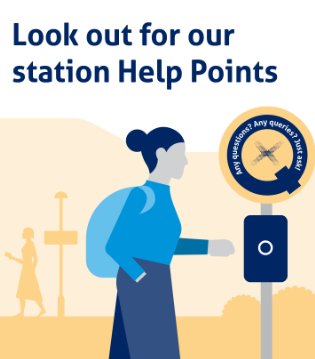 Look out for our
station Help Points
Any questions? Any queries? Just ask!